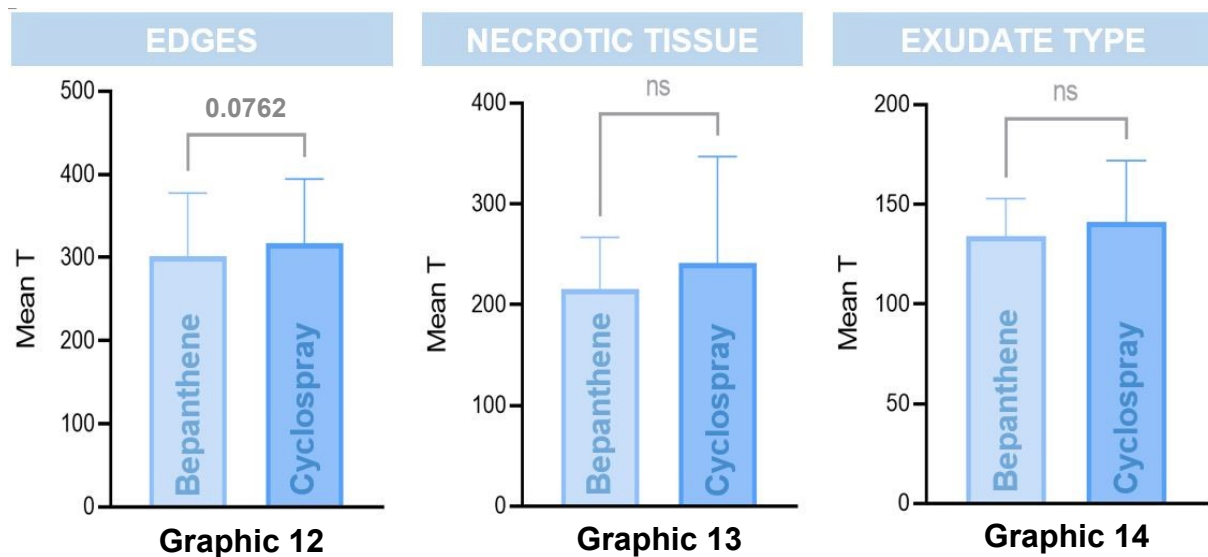 EDGES
500
400
300
200
100
0
Mean T
0.0762
Bepanthene
Cyclospray
Graphic 12
NECROTIC TISSUE
400
300
200
100
0
Mean T
ns
Bepanthene
Cyclospray
Graphic 13
EXUDATE TYPE
200
150
100
50
0
Mean T
ns
Bepanthene
Cyclospray
Graphic 14